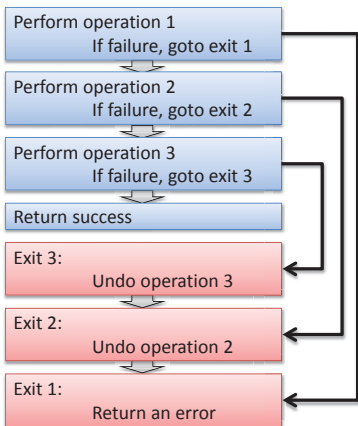 Perform operation 1
If failure, goto exit 1
Perform operation 2
If failure, goto exit 2
Perform operation 3
If failure, goto exit 3
Return success
Exit 3:
Undo operation 3
Exit 2:
Undo operation 2
Exit 1:
Return an error